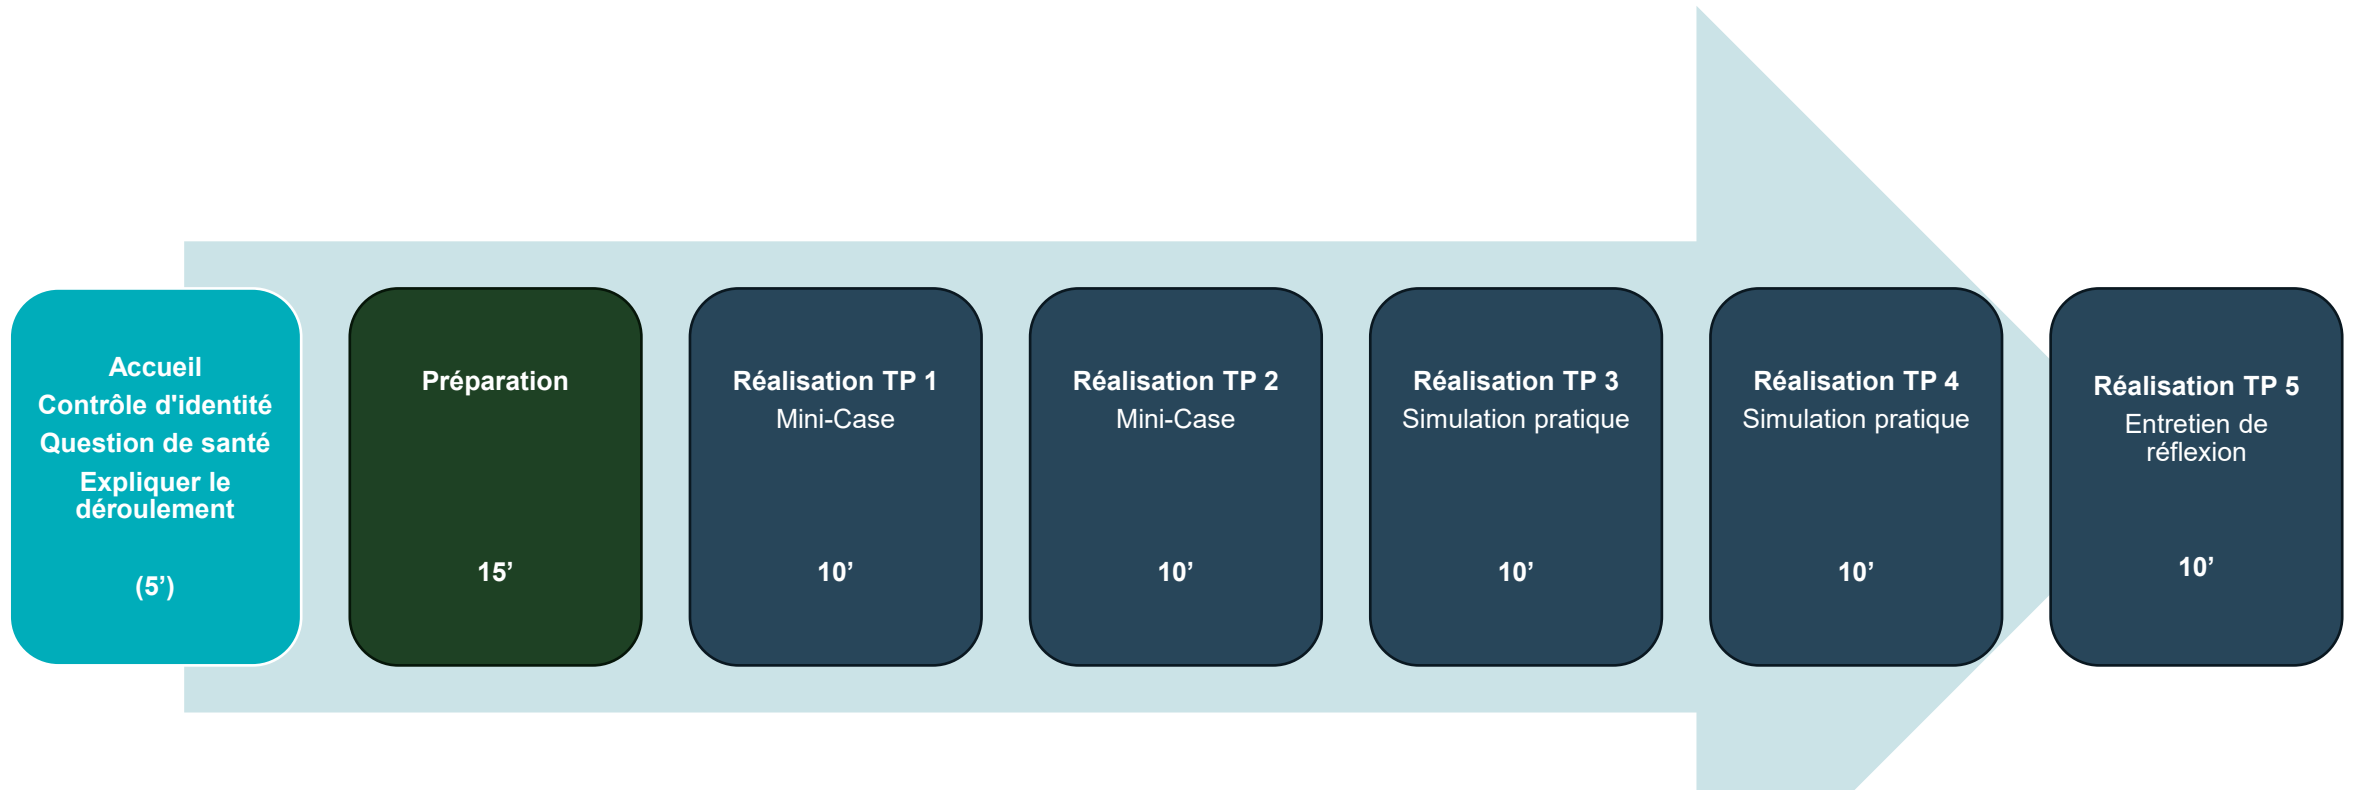 Accueil
Contrôle d'identité
Question de santé
Expliquer le
déroulement
(5’)
Préparation
15’
Réalisation TP 1
Mini-Case
10’
Réalisation TP 2
Mini-Case
10’
Réalisation TP 3
Simulation pratique
10’
Réalisation TP 4
Simulation pratique
10’
Réalisation TP 5
Entretien de
réflexion
10’